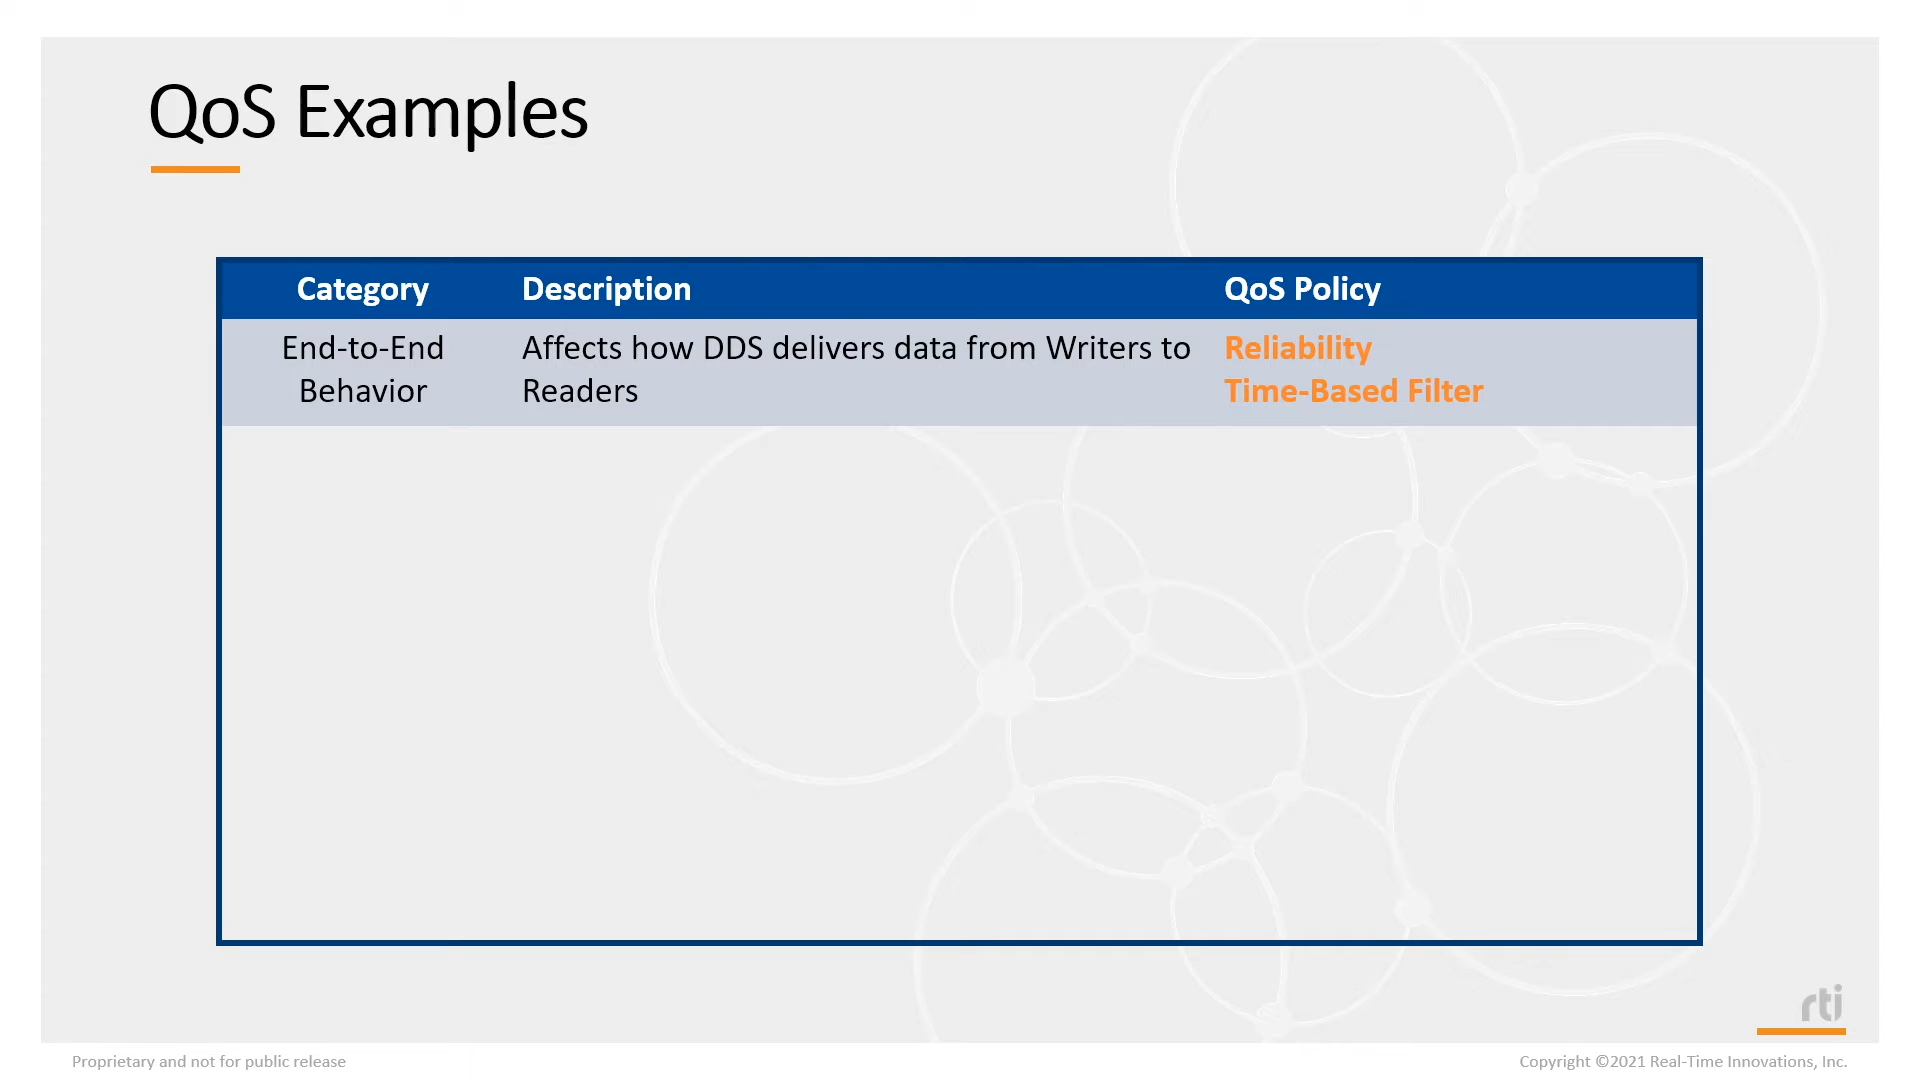 QoS Examples
Category Description QoS Policy
End-to-End Affects how DDS delivers data from Writers to Reliability
Behavior Readers Time-Based Filter
rti
Proprietary and not for public release Copyright ©2021 Real-Time Innovations, Inc.